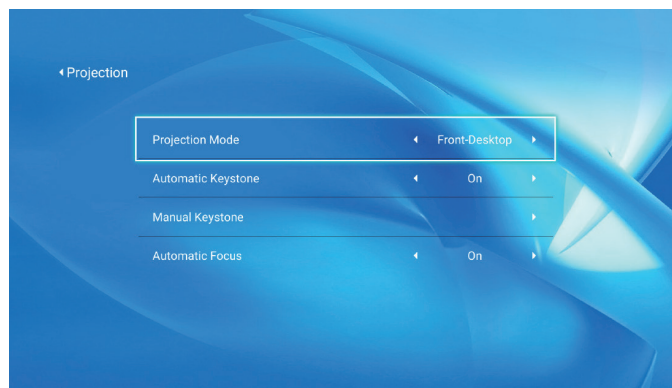 Projection
Projection Mode Front-Desktop
Automatic Keystone On
Manual Keystone
Automatic Focus On